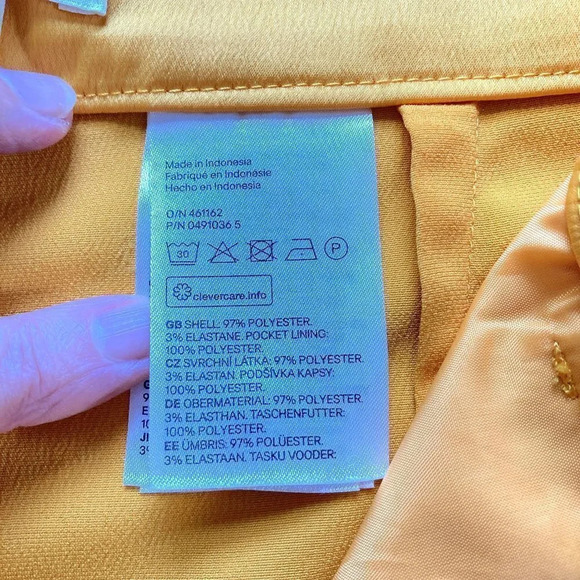 Made in Indonesia
Fabriqué en Indonésie
Hecho en Indonesia
O/N 461162
P/N 0491036 5
30 P
clevercare.info
GB SHELL: 97% POLYESTER.
3% ELASTANE. POCKET LINING:
100% POLYESTER.
CZ SVRCHNÍ LÁTKA: 97% POLYESTER.
3% ELASTAN. PODŠÍVKA KAPSY:
100% POLYESTER.
DE OBERMATERIAL: 97% POLYESTER.
3% ELASTHAN. TASCHENFUTTER:
100% POLYESTER.
EE ÜMBRIS: 97% POLÜESTER.
3% ELASTAAN. TASKU VOODER: